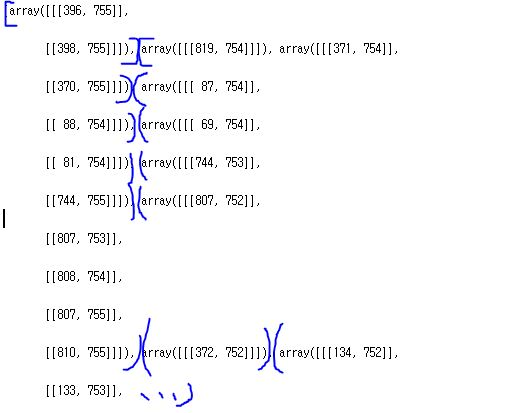 array([[[396, 755]],
[[398, 755]]]), array([[[819, 754]]]), array([[[371, 754]],
[[370, 755]]]), array([[[ 87, 754]],
[[ 88, 754]]]), array([[[ 69, 754]],
[[ 81, 754]]]), array([[[744, 753]],
[[744, 755]]]), array([[[807, 752]],
[[807, 753]],
[[808, 754]],
[[807, 755]],
[[810, 755]]]), array([[[372, 752]]]), array([[[134, 752]],
[[133, 753]],